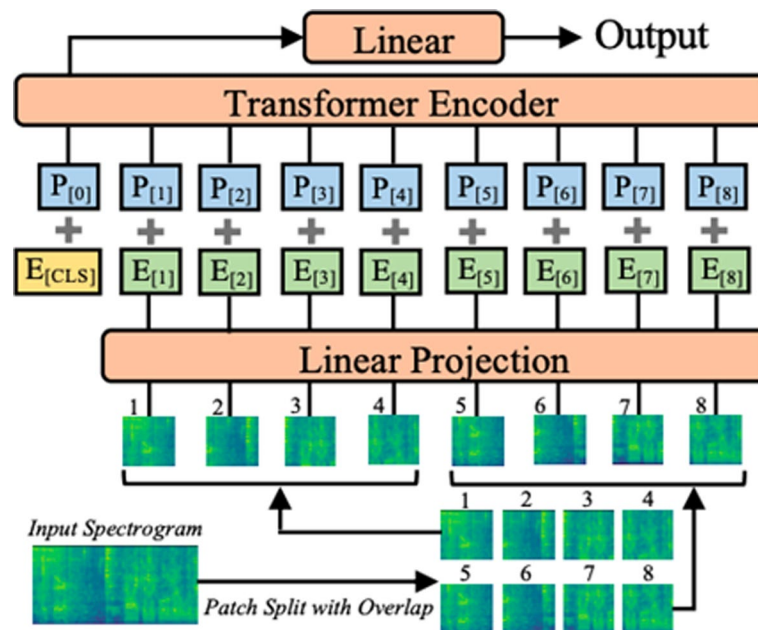 Linear
Output
Transformer Encoder
P[0] P[1] P[2] P[3] P[4] P[5] P[6] P[7] P[8]
+ + + + + + + + +
E[CLS] E[1] E[2] E[3] E[4] E[5] E[6] E[7] E[8]
Linear Projection
1 2 3 4 5 6 7 8
Input Spectrogram
1 2 3 4
5 6 7 8
Patch Split with Overlap